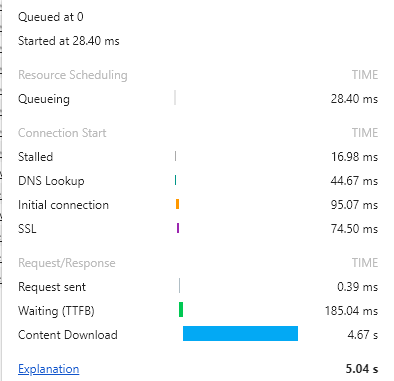 Queued at 0
Started at 28.40 ms
Resource Scheduling TIME
Queueing 28.40 ms
Connection Start TIME
Stalled 16.98 ms
DNS Lookup 44.67 ms
Initial connection 95.07 ms
SSL 74.50 ms
Request/Response TIME
Request sent 0.39 ms
Waiting (TTFB) 185.04 ms
Content Download 4.67 s
Explanation 5.04 s